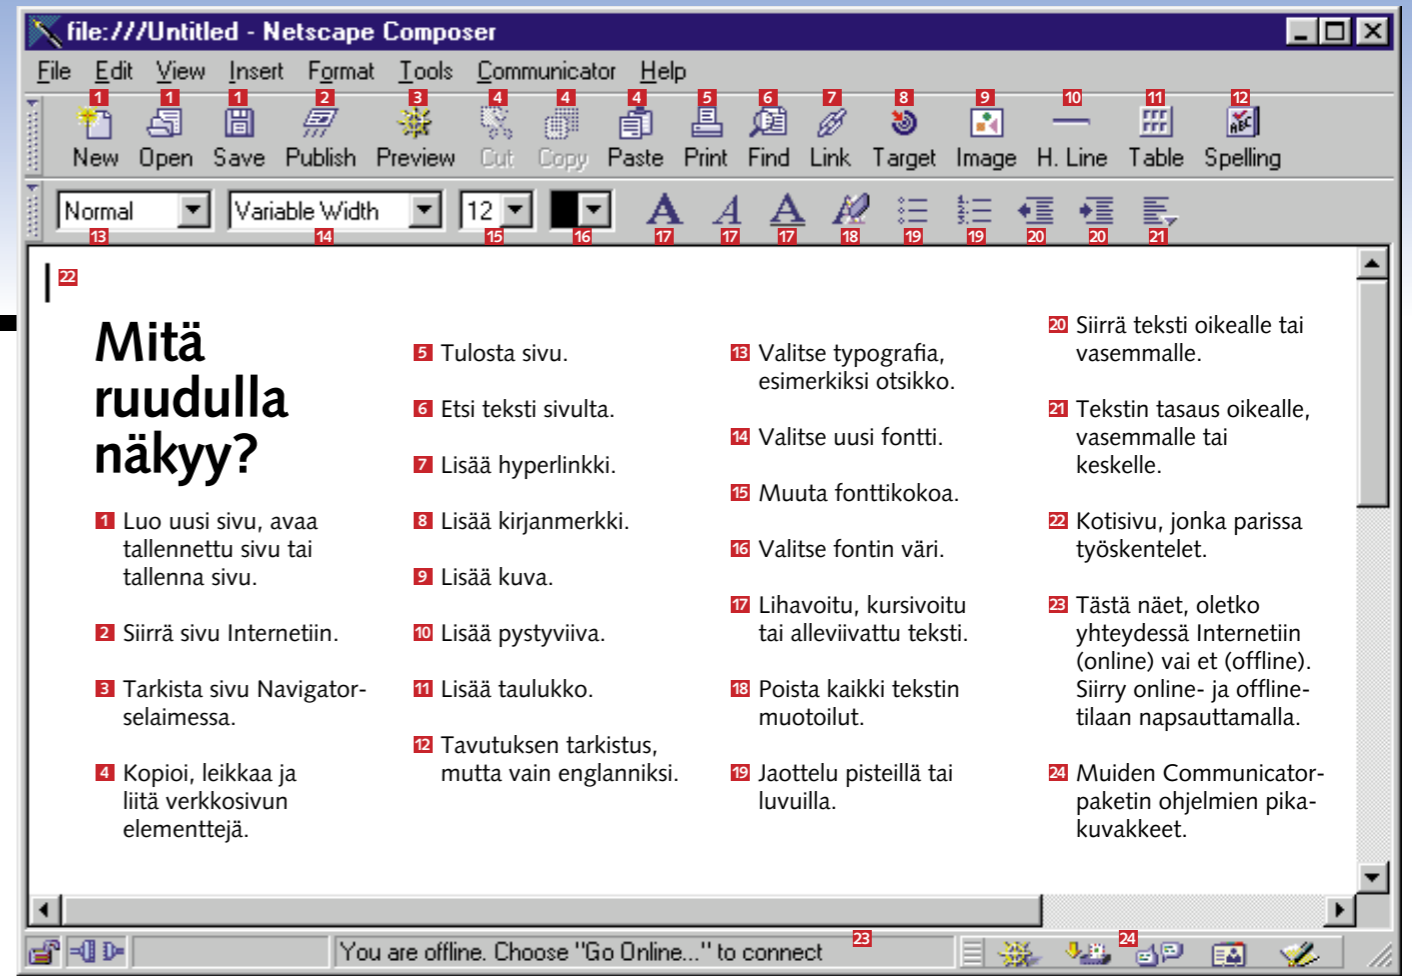 file:///Untitled - Netscape Composer
File Edit View Insert Format Tools Communicator Help
1 1 1 2 3 4 4 4 5 6 7 8 9 10 11 12
New Open Save Publish Preview Cut Copy Paste Print Find Link Target Image H. Line Table Spelling
Normal Variable Width 12
13 14 15 16 17 17 17 18 19 19 20 20 21
22
Mitä
ruudulla
näkyy?
1 Luo uusi sivu, avaa
tallennettu sivu tai
tallenna sivu.
2 Siirrä sivu Internetiin.
3 Tarkista sivu Navigator-
selaimessa.
4 Kopioi, leikkaa ja
liitä verkkosivun
elementtejä.
5 Tulosta sivu.
6 Etsi teksti sivulta.
7 Lisää hyperlinkki.
8 Lisää kirjanmerkki.
9 Lisää kuva.
10 Lisää pystyviiva.
11 Lisää taulukko.
12 Tavutuksen tarkistus,
mutta vain englanniksi.
13 Valitse typografia,
esimerkiksi otsikko.
14 Valitse uusi fontti.
15 Muuta fonttikokoa.
16 Valitse fontin väri.
17 Lihavoitu, kursivoitu
tai alleviivattu teksti.
18 Poista kaikki tekstin
muotoilut.
19 Jaottelu pisteillä tai
luvuilla.
20 Siirrä teksti oikealle tai
vasemmalle.
21 Tekstin tasaus oikealle,
vasemmalle tai
keskelle.
22 Kotisivu, jonka parissa
työskentelet.
23 Tästä näet, oletko
yhteydessä Internetiin
(online) vai et (offline).
Siirry online- ja offline-
tilaan napsauttamalla.
24 Muiden Communicator-
paketin ohjelmien pika-
kuvakkeet.
You are offline. Choose "Go Online..." to connect 23 24